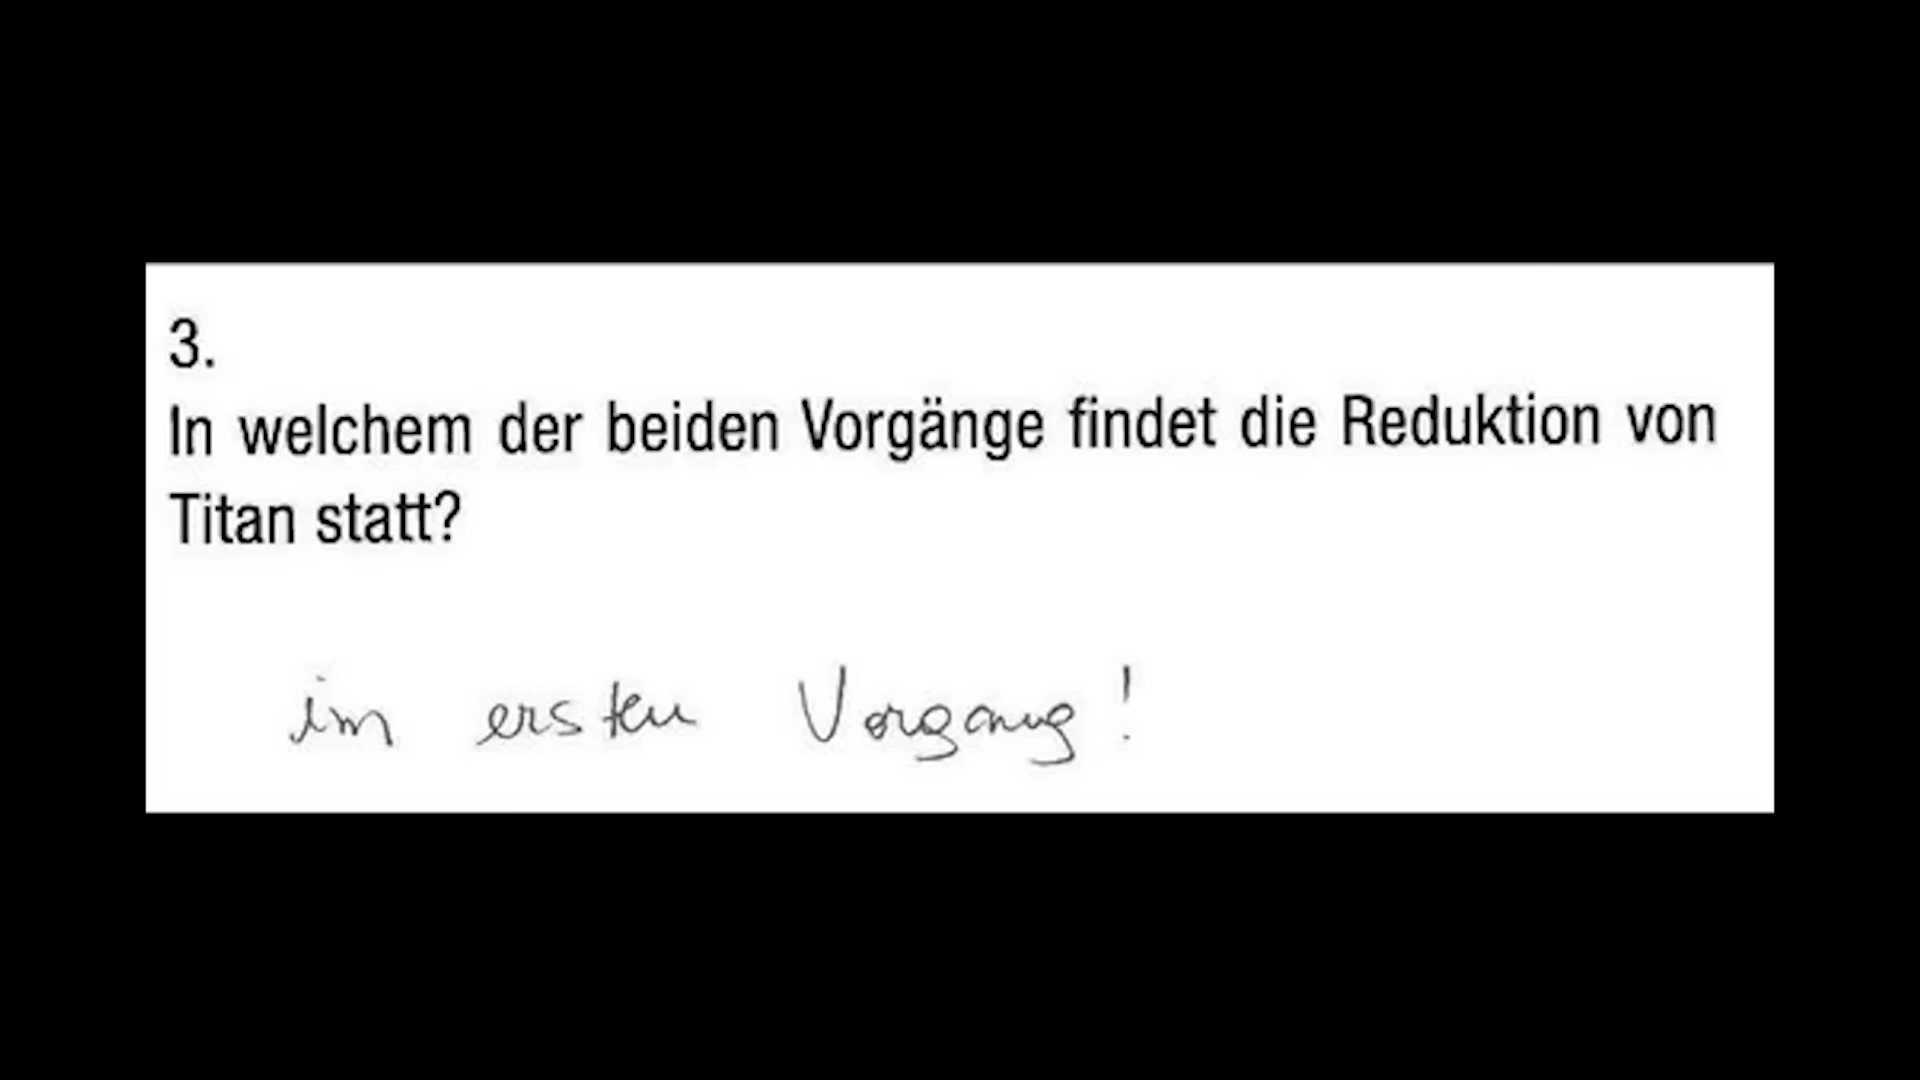 3.
In welchem der beiden Vorgänge findet die Reduktion von
Titan statt?
im ersten Vorgang!